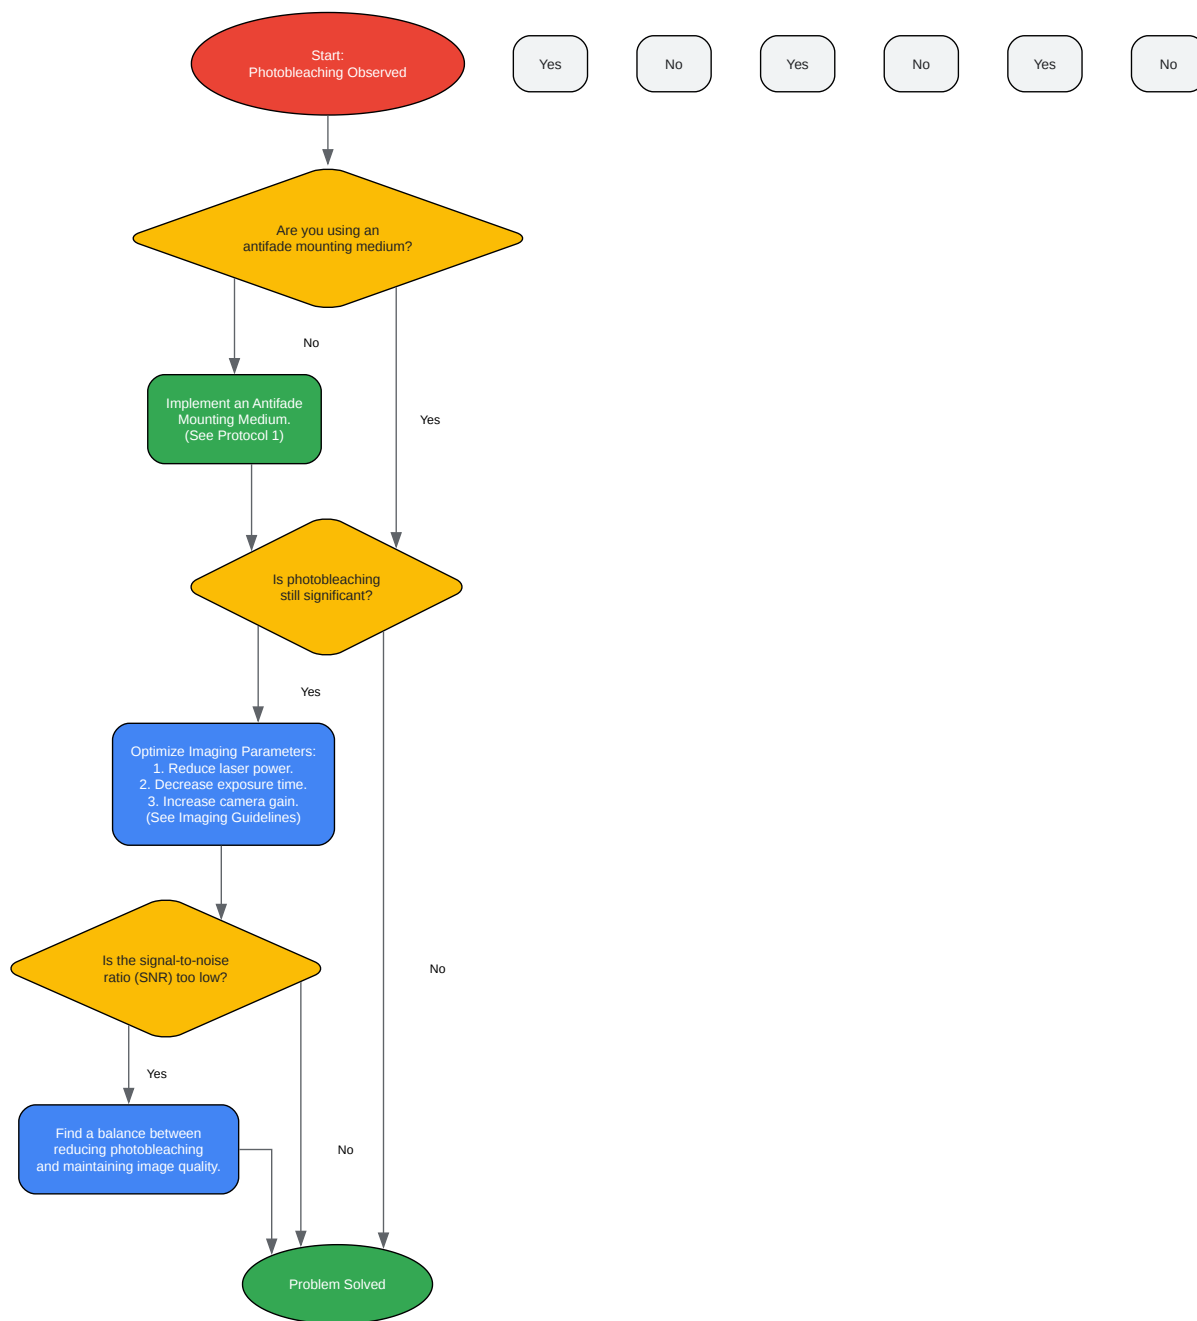 Start:
Photobleaching Observed
Yes
No
Yes
No
Yes
No
Are you using an
antifade mounting medium?
No
Implement an Antifade
Mounting Medium.
(See Protocol 1)
Yes
Is photobleaching
still significant?
Yes
Optimize Imaging Parameters:
1. Reduce laser power.
2. Decrease exposure time.
3. Increase camera gain.
(See Imaging Guidelines)
Is the signal-to-noise
ratio (SNR) too low?
No
Yes
Find a balance between
reducing photobleaching
and maintaining image quality.
No
Problem Solved